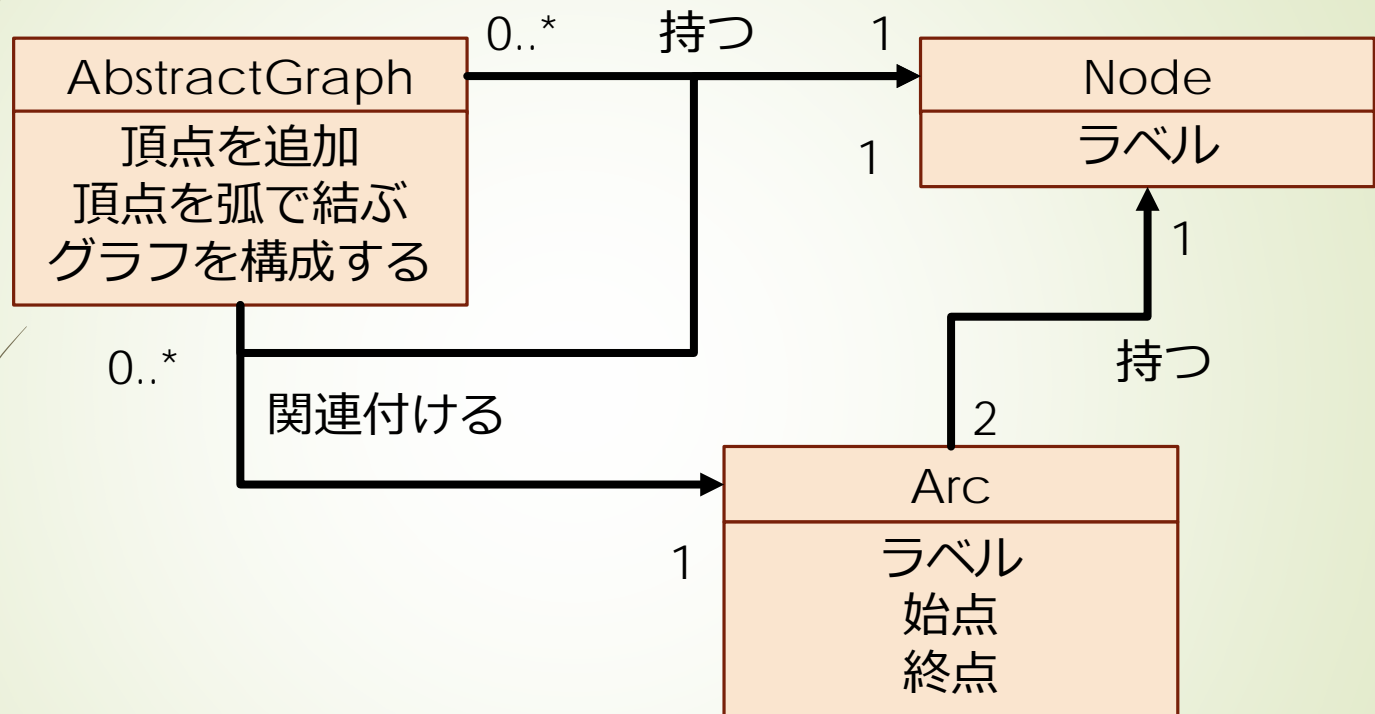 0..* 持つ 1
AbstractGraph
頂点を追加
頂点を弧で結ぶ
グラフを構成する
Node
ラベル
1
1
持つ
0..*
関連付ける
2
Arc
ラベル
始点
終点
1